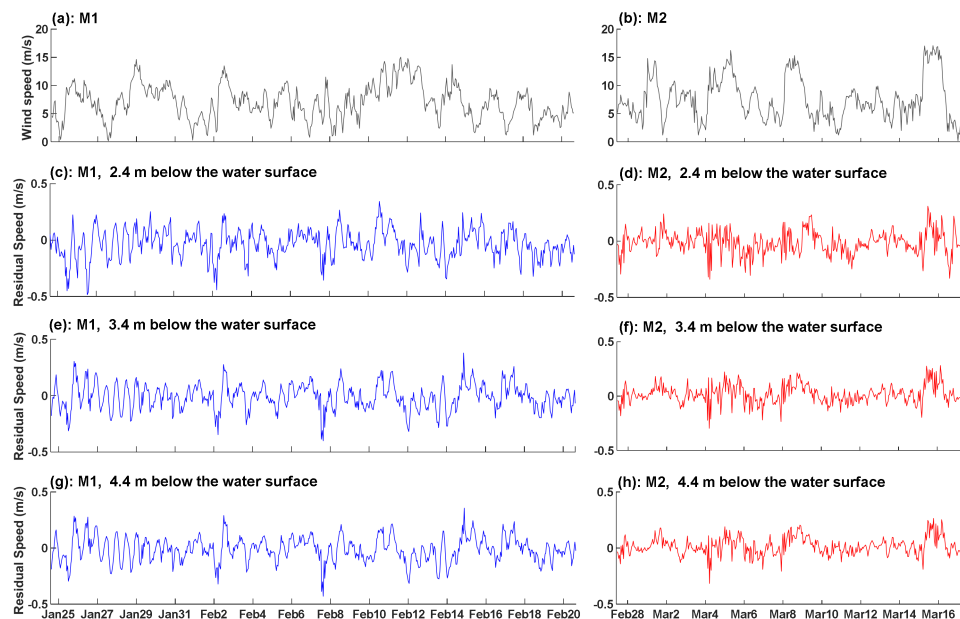 (a): M1
(b): M2
Wind speed (m/s)
20
15
10
5
0
20
15
10
5
0
(c): M1, 2.4 m below the water surface
(d): M2, 2.4 m below the water surface
Residual Speed (m/s)
0.5
0
-0.5
0.5
0
-0.5
(e): M1, 3.4 m below the water surface
(f): M2, 3.4 m below the water surface
Residual Speed (m/s)
0.5
0
-0.5
0.5
0
-0.5
(g): M1, 4.4 m below the water surface
(h): M2, 4.4 m below the water surface
Residual Speed (m/s)
0.5
0
-0.5
0.5
0
-0.5
Jan25 Jan27 Jan29 Jan31 Feb2 Feb4 Feb6 Feb8 Feb10 Feb12 Feb14 Feb16 Feb18 Feb20
Feb28 Mar2 Mar4 Mar6 Mar8 Mar10 Mar12 Mar14 Mar16